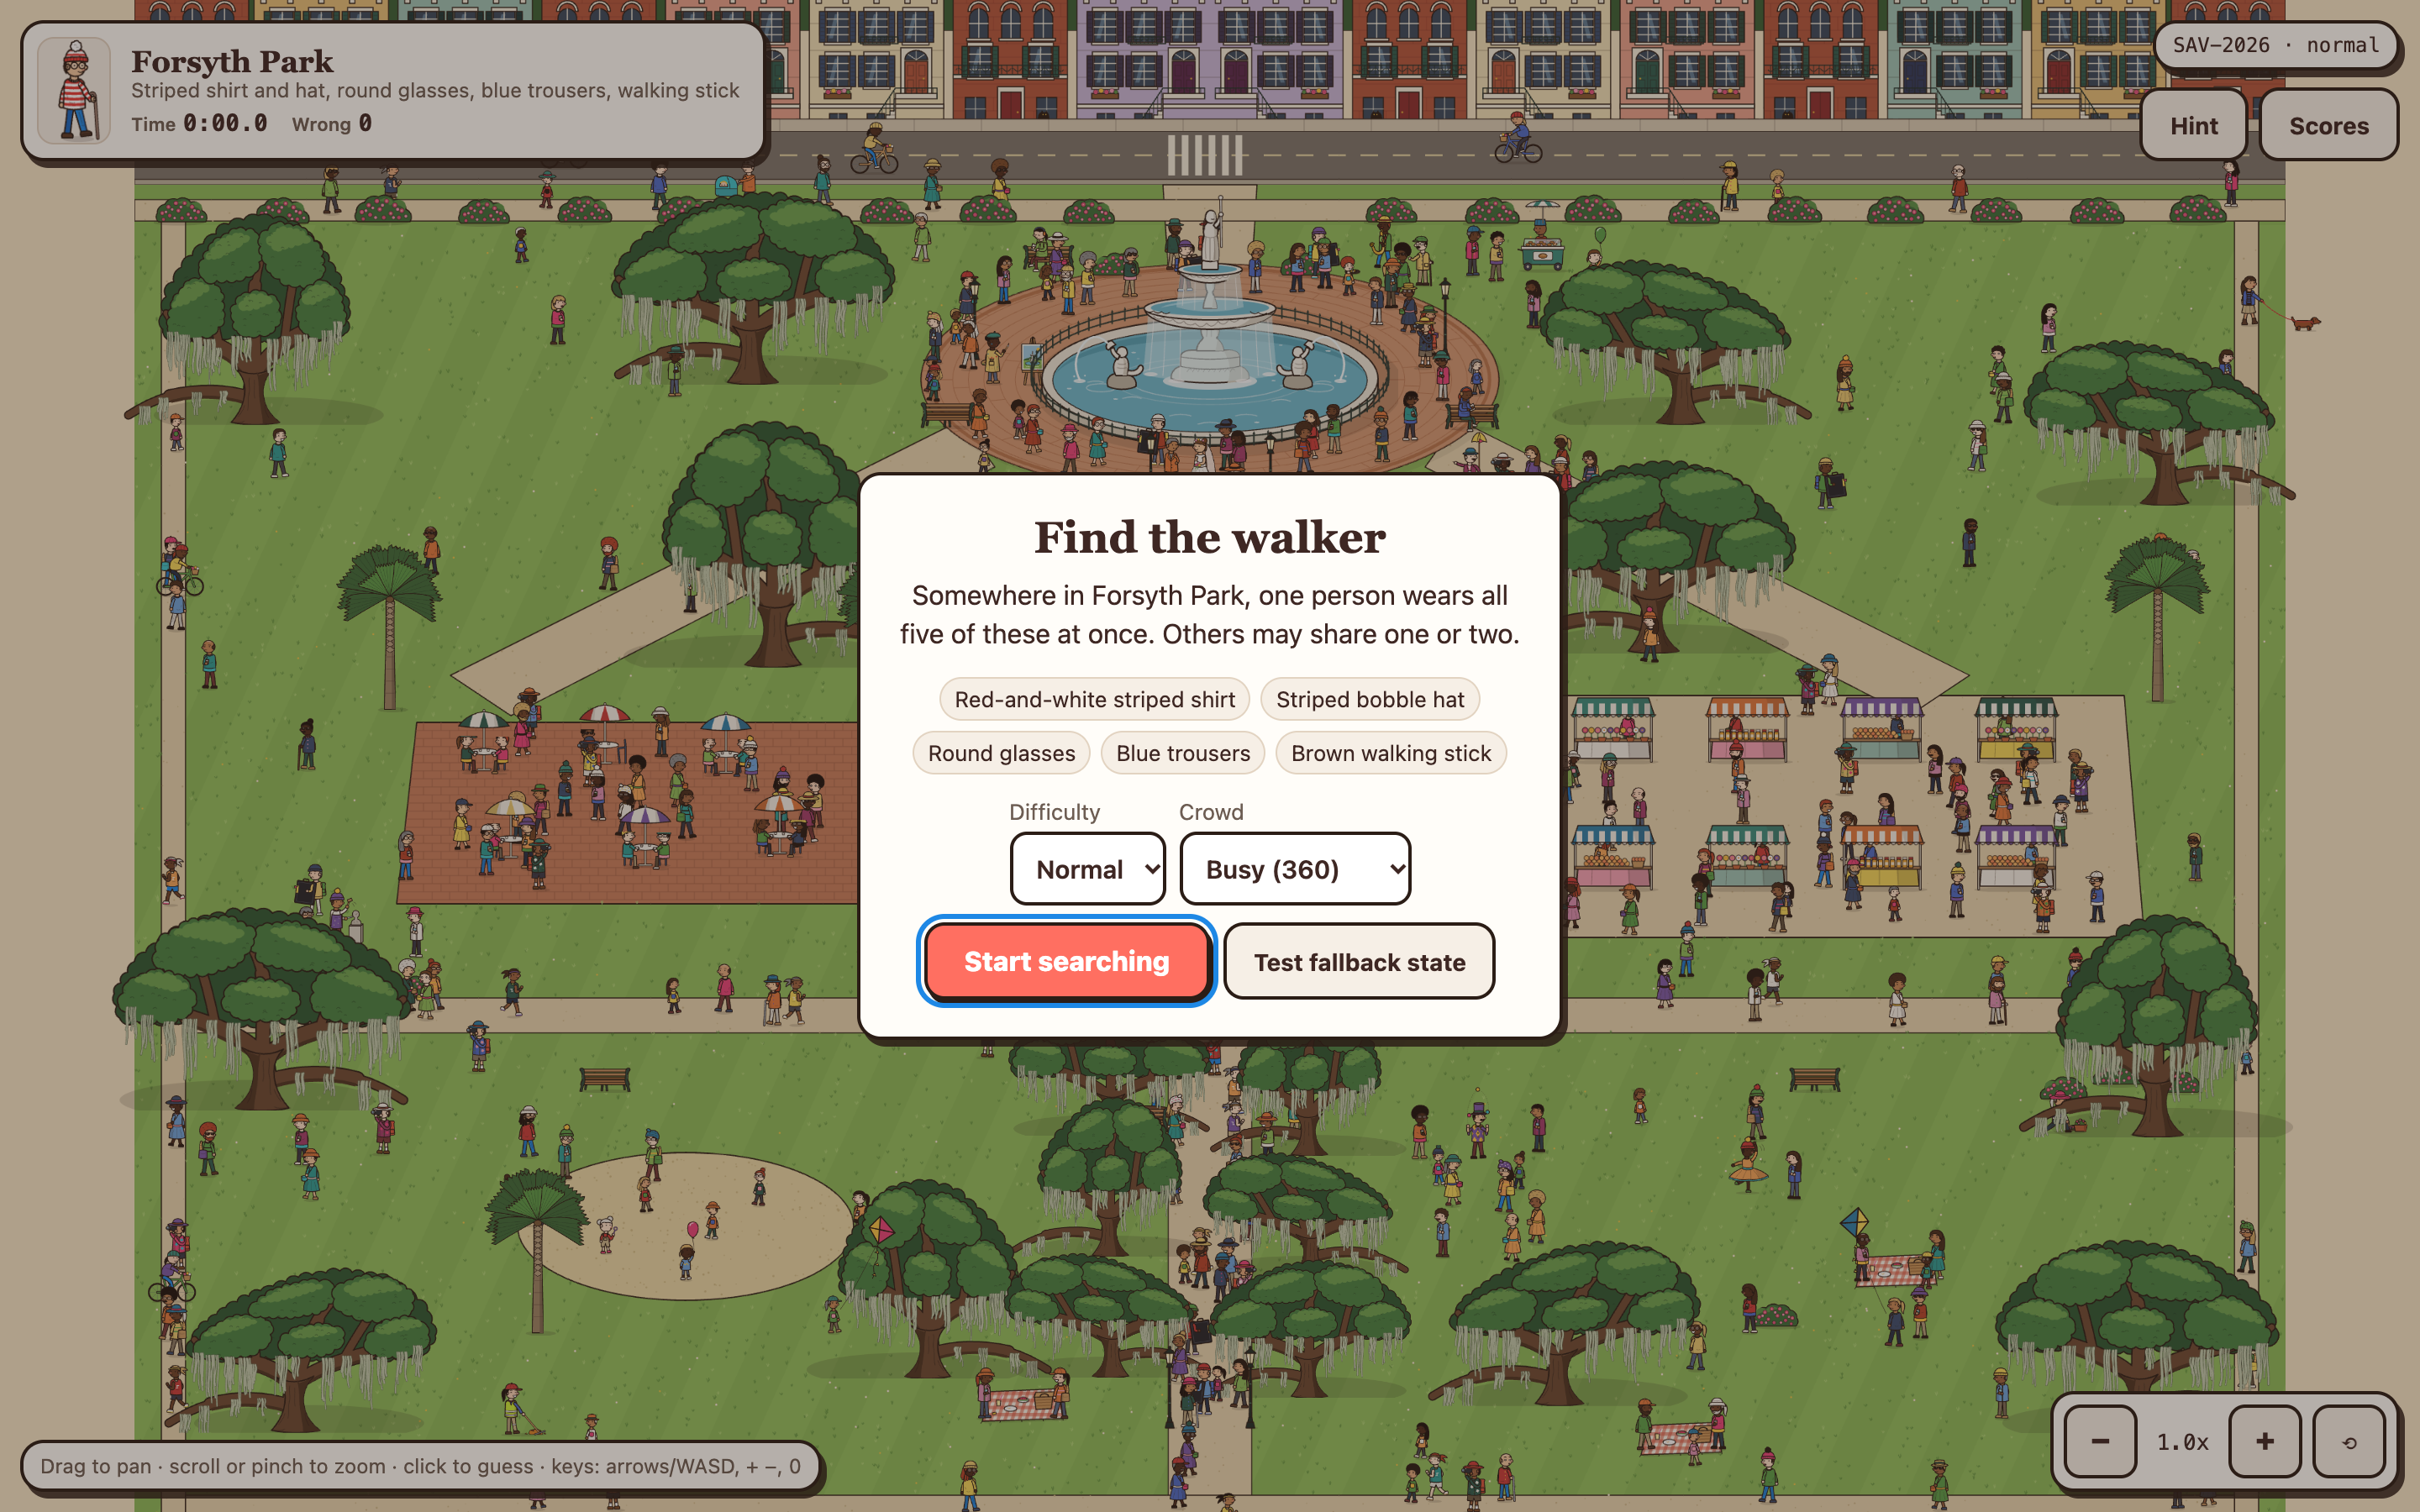 Forsyth Park
Striped shirt and hat, round glasses, blue trousers, walking stick
Time 0:00.0 Wrong 0
SAV-2026 · normal
Hint
Scores
Find the walker
Somewhere in Forsyth Park, one person wears all
five of these at once. Others may share one or two.
Red-and-white striped shirt
Striped bobble hat
Round glasses
Blue trousers
Brown walking stick
Difficulty
Crowd
Normal
Busy (360)
Start searching
Test fallback state
Drag to pan · scroll or pinch to zoom · click to guess · keys: arrows/WASD, + −, 0
− 1.0x +